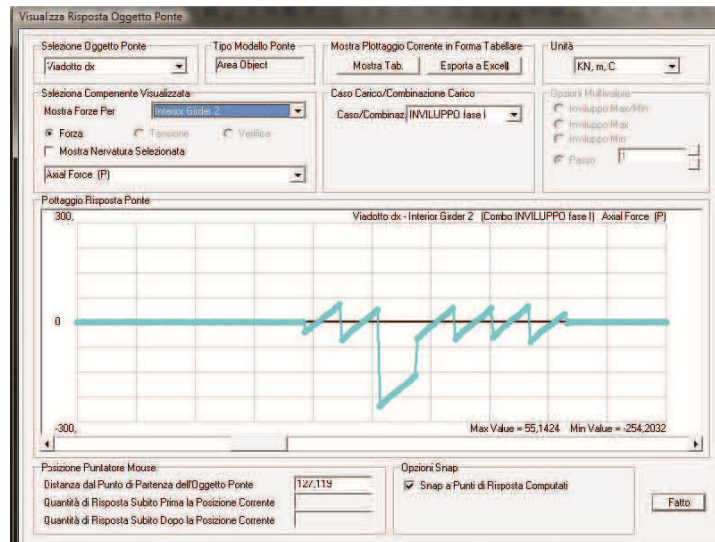 Visualizza Risposta Oggetto Ponte
Selezione Oggetto Ponte
Viadotto dx
Tipo Modello Ponte
Area Object
Mostra Plottaggio Corrente in Forma Tabellare
Mostra Tab.
Esporta a Excell
Unità
KN, m, C
Seleziona Compenente Visualizzata
Mostra Forze Per
Interior Girder 2
Forza
Tensione
Verifica
Mostra Nervatura Selezionata
Axial Force (P)
Caso Carico/Combinazione Carico
Caso/Combinaz
INVILUPPO fase I
Opzioni Multivalore
Inviluppo Max/Min
Inviluppo Max
Inviluppo Min
Passo
1
Pottaggio Risposta Ponte
300,
Viadotto dx - Interior Girder 2 (Combo INVILUPPO fase I) Axial Force (P)
0
-300,
Max Value = 55,1424 Min Value = -254,2032
Posizione Puntatore Mouse
Distanza dal Punto di Partenza dell'Oggetto Ponte
127,119
Quantità di Risposta Subito Prima la Posizione Corrente
Quantità di Risposta Subito Dopo la Posizione Corrente
Opzioni Snap
Snap a Punti di Risposta Computati
Fatto